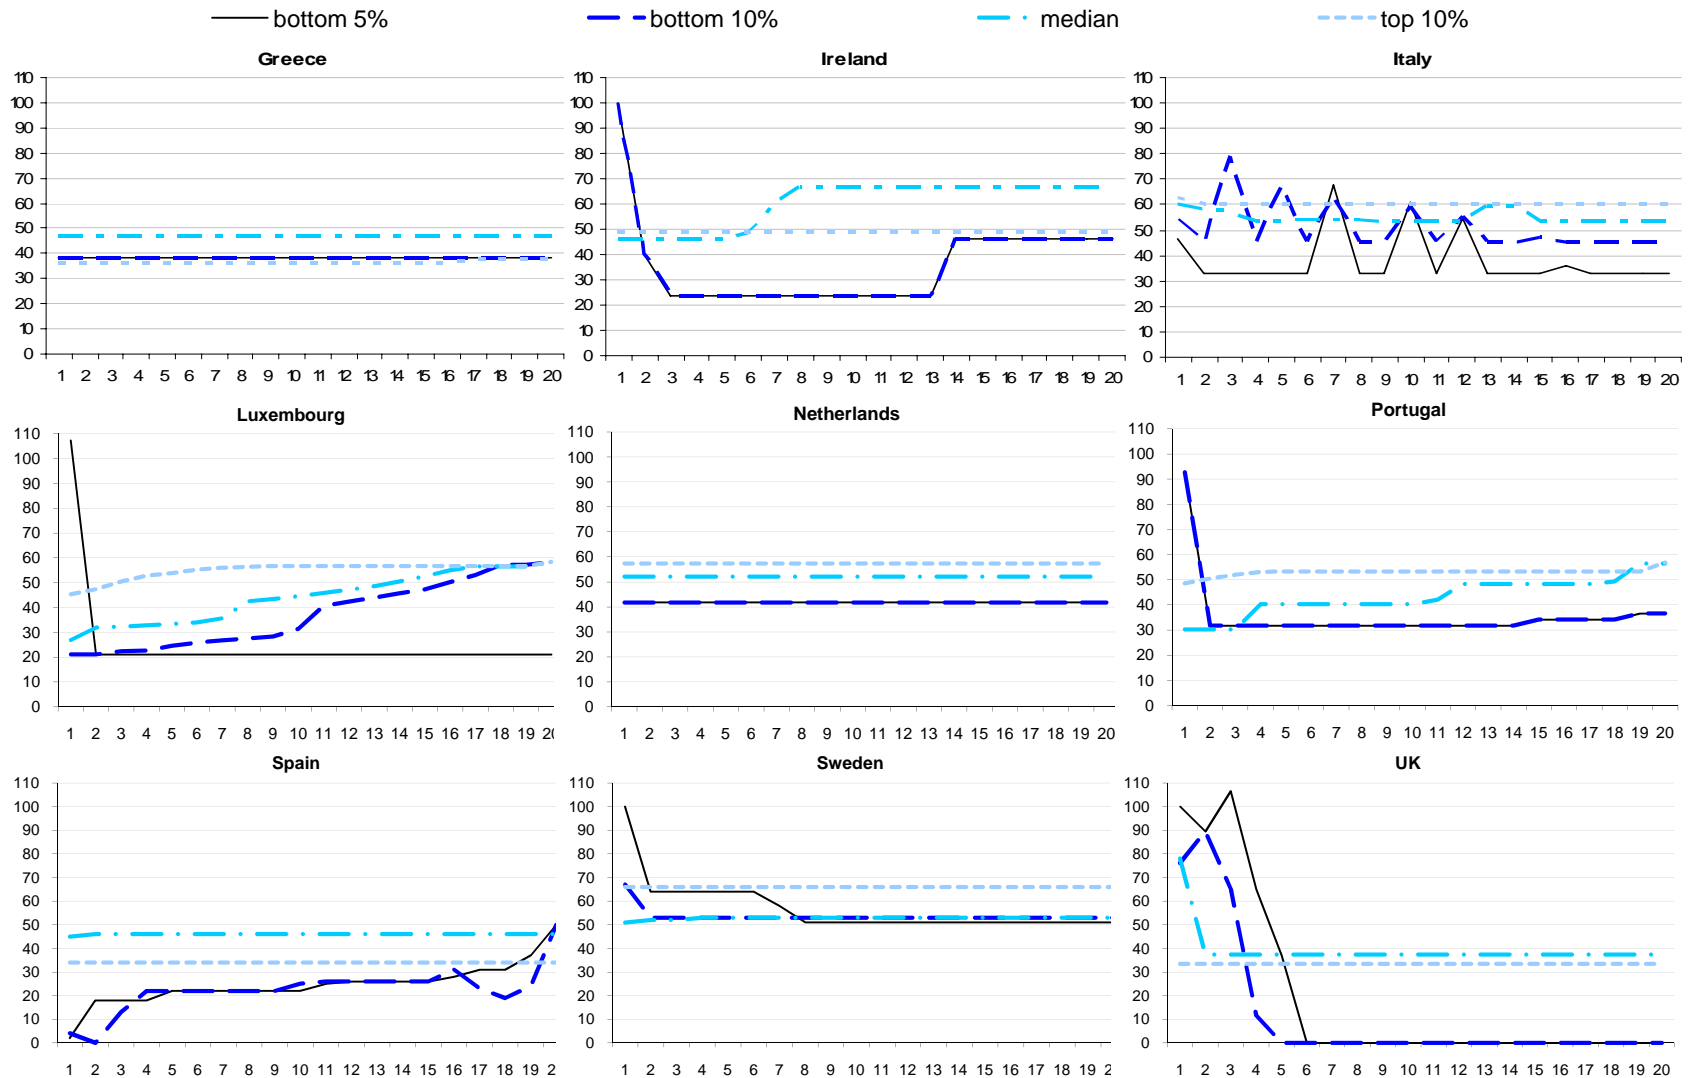 bottom 5% bottom 10% median top 10%
Greece Ireland Italy
110 110 110
100 100 100
90 90 90
80 80 80
70 70 70
60 60 60
50 50 50
40 40 40
30 30 30
20 20 20
10 10 10
0 0 0
1 2 3 4 5 6 7 8 9 10 11 12 13 14 15 16 17 18 19 20 1 2 3 4 5 6 7 8 9 10 11 12 13 14 15 16 17 18 19 20 1 2 3 4 5 6 7 8 9 10 11 12 13 14 15 16 17 18 19 20
Luxembourg Netherlands Portugal
110 110 110
100 100 100
90 90 90
80 80 80
70 70 70
60 60 60
50 50 50
40 40 40
30 30 30
20 20 20
10 10 10
0 0 0
1 2 3 4 5 6 7 8 9 10 11 12 13 14 15 16 17 18 19 20 1 2 3 4 5 6 7 8 9 10 11 12 13 14 15 16 17 18 19 20 1 2 3 4 5 6 7 8 9 10 11 12 13 14 15 16 17 18 19 20
Spain Sweden UK
110 110 110
100 100 100
90 90 90
80 80 80
70 70 70
60 60 60
50 50 50
40 40 40
30 30 30
20 20 20
10 10 10
0 0 0
1 2 3 4 5 6 7 8 9 10 11 12 13 14 15 16 17 18 19 2 1 2 3 4 5 6 7 8 9 10 11 12 13 14 15 16 17 18 19 2 1 2 3 4 5 6 7 8 9 10 11 12 13 14 15 16 17 18 19 20